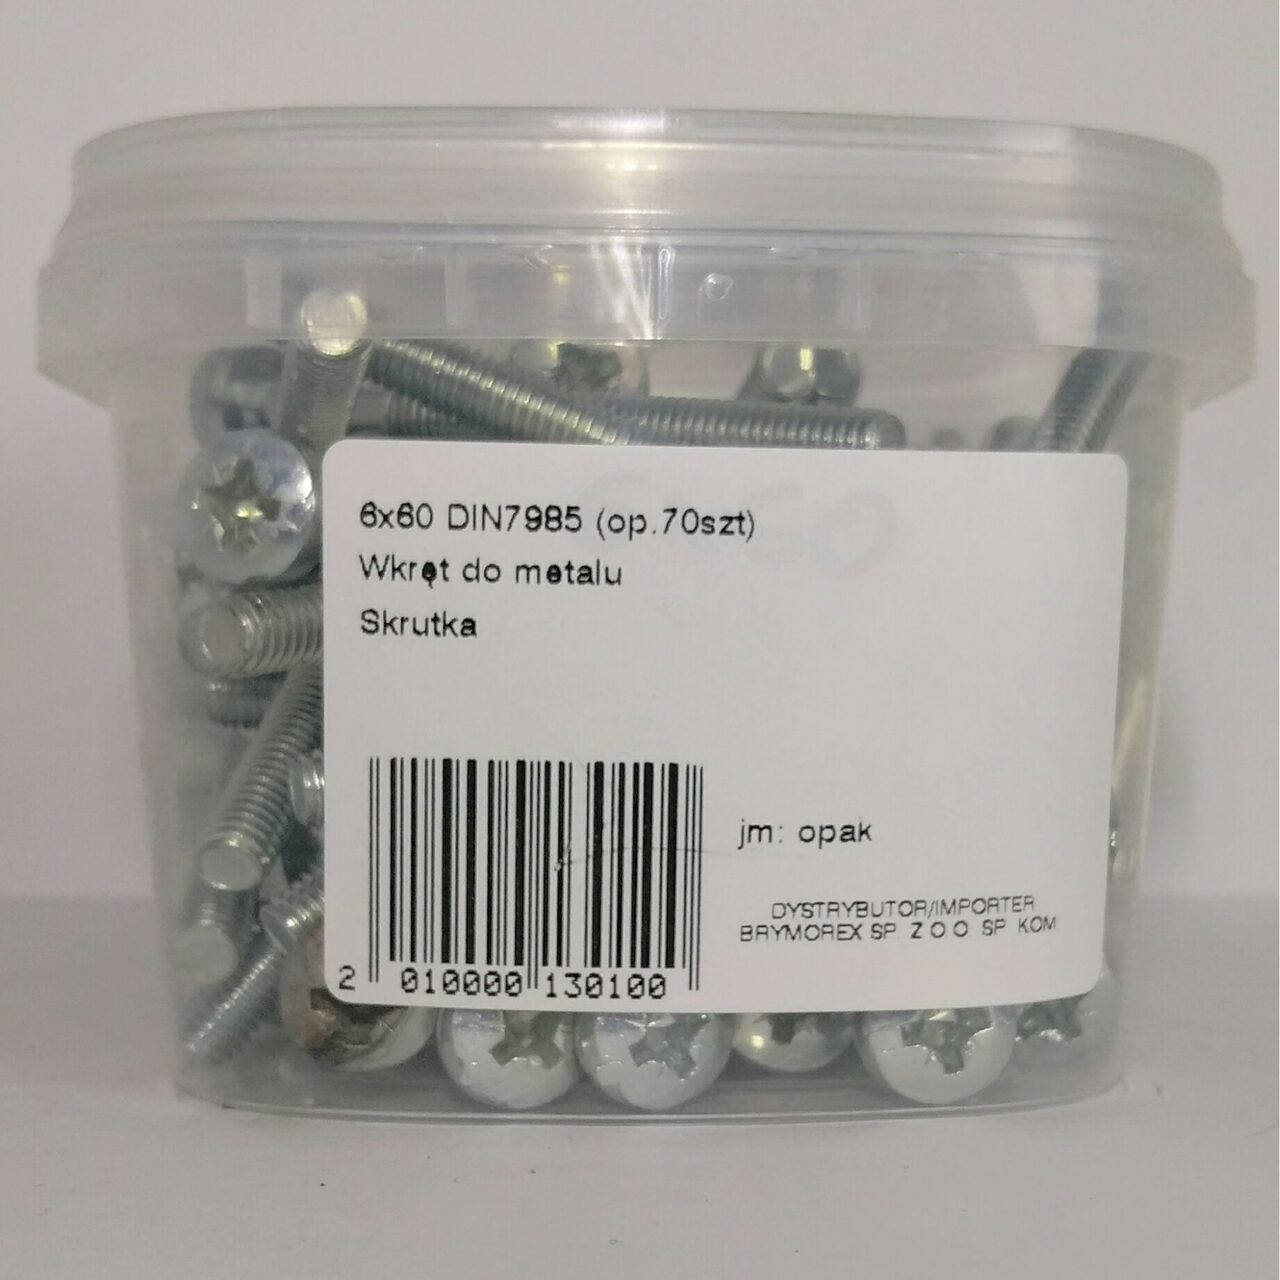 6x60 DIN7985 (op.70szt)
Wkręt do metalu
Skrutka
jm: opak
DYSTRYBUTOR/IMPORTER
BRYMOREX SP. Z O O. SP. KOM
2 010000 130100